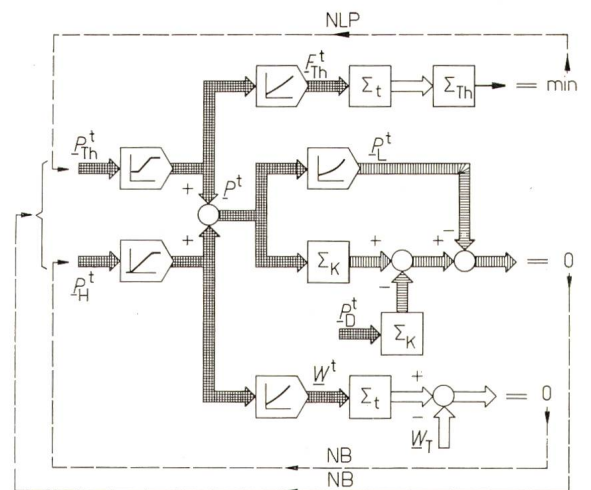 NLP
F_Th^t
Σ_t
Σ_Th
= min
P_Th^t
+
P^t
P_L^t
+
−
+
+
−
P_H^t
Σ_K
= 0
P_D^t
Σ_K
W^t
Σ_t
+
−
= 0
W_T
NB
NB